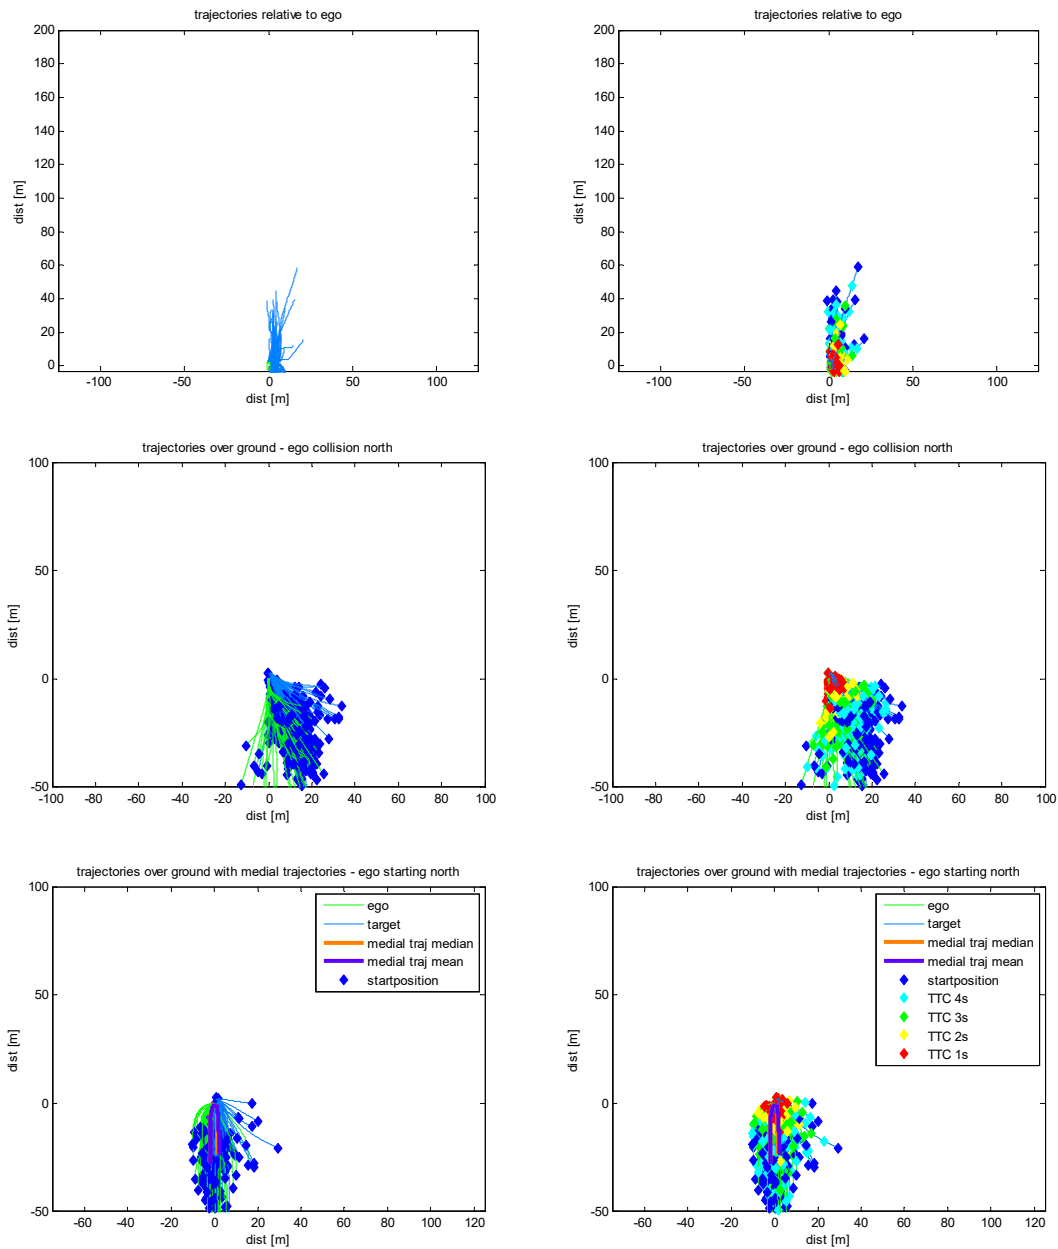 trajectories relative to ego
200
180
160
140
120
100
80
60
40
20
0
dist [m]
-100
-50
0
50
100
dist [m]
trajectories relative to ego
200
180
160
140
120
100
80
60
40
20
0
dist [m]
-100
-50
0
50
100
dist [m]
trajectories over ground - ego collision north
100
50
0
-50
dist [m]
-100
-80
-60
-40
-20
0
20
40
60
80
100
dist [m]
trajectories over ground - ego collision north
100
50
0
-50
dist [m]
-100
-80
-60
-40
-20
0
20
40
60
80
100
dist [m]
trajectories over ground with medial trajectories - ego starting north
100
50
0
-50
dist [m]
ego
target
medial traj median
medial traj mean
startposition
-60
-40
-20
0
20
40
60
80
100
120
dist [m]
trajectories over ground with medial trajectories - ego starting north
100
50
0
-50
dist [m]
ego
target
medial traj median
medial traj mean
startposition
TTC 4s
TTC 3s
TTC 2s
TTC 1s
-60
-40
-20
0
20
40
60
80
100
120
dist [m]